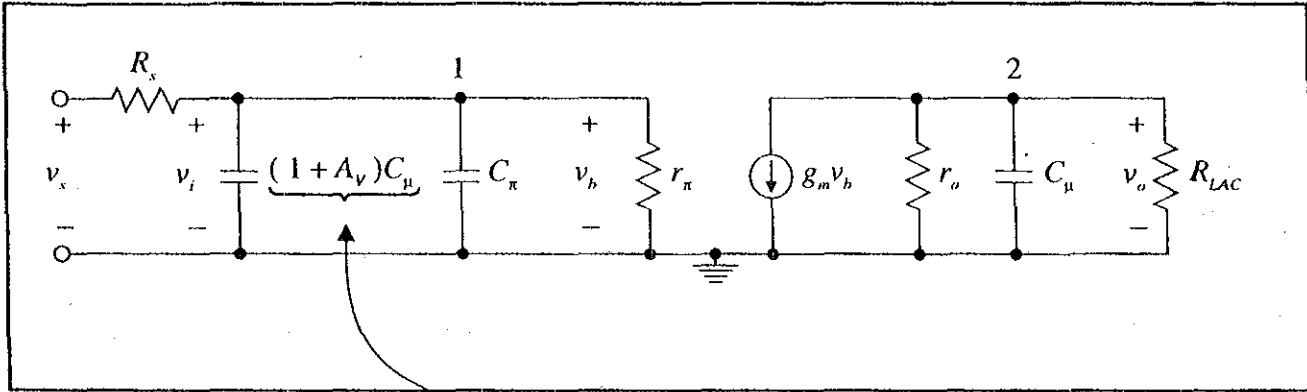 R_s
1
2
+
+
+
+
v_s
v_i
(1 + A_v)C_μ
C_π
v_b
r_π
g_m v_b
r_o
C_μ
v_o
R_LAC
−
−
−
−